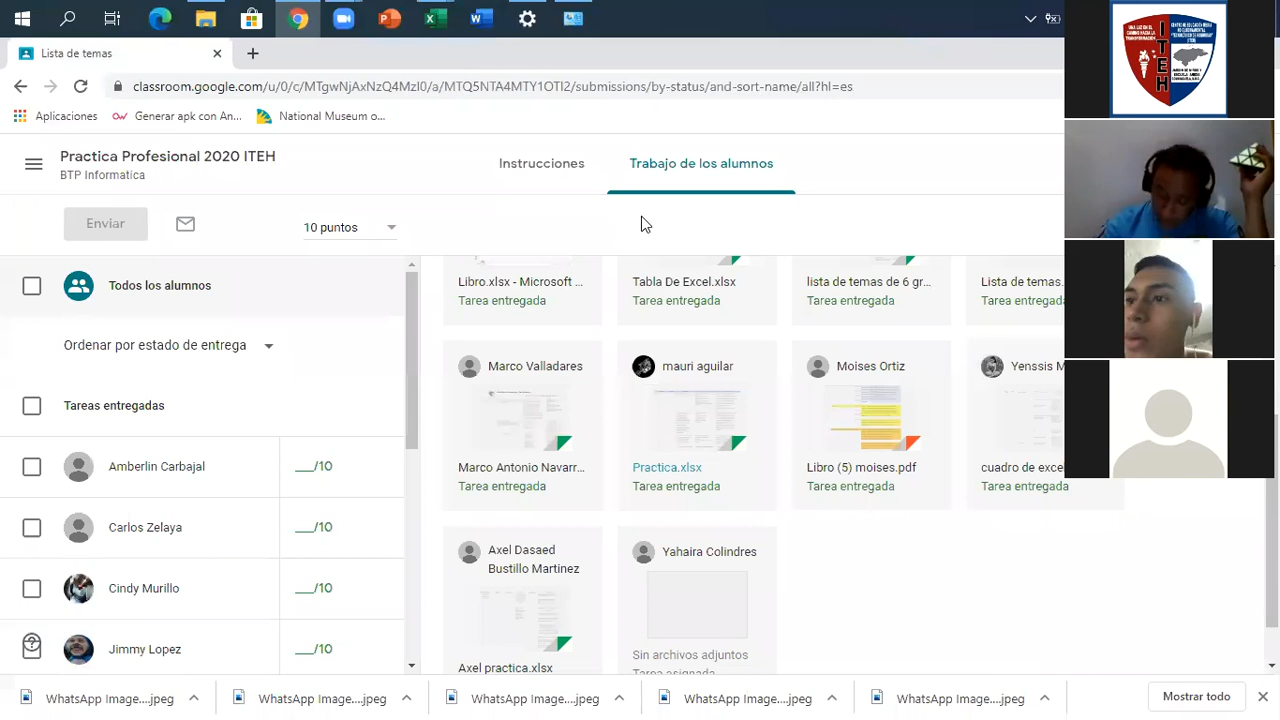 Lista de temas
classroom.google.com/u/0/c/MTgwNjAxNzQ4MzI0/a/MTQ5NTA4MTY1OTI2/submissions/by-status/and-sort-name/all?hl=es
Aplicaciones
Generar apk con An...
National Museum o...
Practica Profesional 2020 ITEH
BTP Informatica
Instrucciones
Trabajo de los alumnos
Enviar
10 puntos
Todos los alumnos
Ordenar por estado de entrega
Tareas entregadas
Amberlin Carbajal
__/10
Carlos Zelaya
__/10
Cindy Murillo
__/10
Jimmy Lopez
__/10
Libro.xlsx - Microsoft ...
Tarea entregada
Tabla De Excel.xlsx
Tarea entregada
lista de temas de 6 gr...
Tarea entregada
Lista de temas.
Tarea entregada
Marco Valladares
Marco Antonio Navarr...
Tarea entregada
mauri aguilar
Practica.xlsx
Tarea entregada
Moises Ortiz
Libro (5) moises.pdf
Tarea entregada
Yenssis M
cuadro de exce
Tarea entregada
Axel Dasaed
Bustillo Martinez
Axel practica.xlsx
Yahaira Colindres
Sin archivos adjuntos
Tarea asignada
ITEH
WhatsApp Image....jpeg
WhatsApp Image....jpeg
WhatsApp Image....jpeg
WhatsApp Image....jpeg
WhatsApp Image....jpeg
Mostrar todo